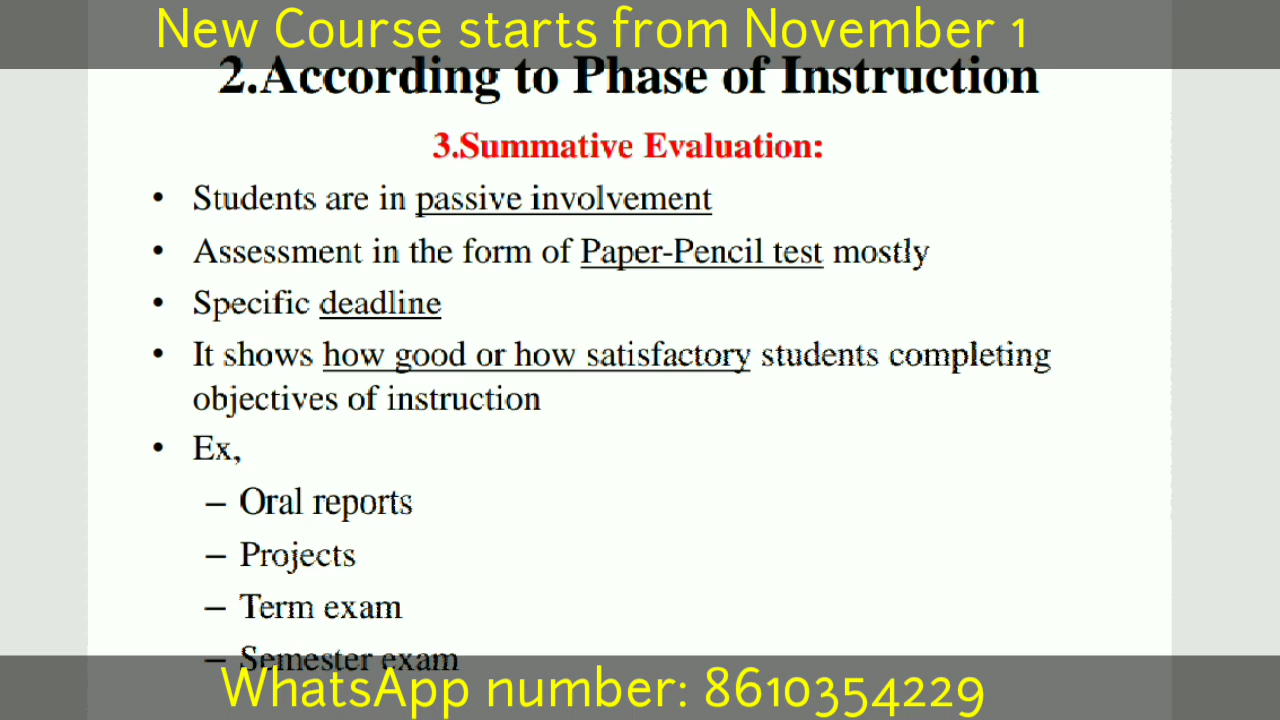 New Course starts from November 1
2.According to Phase of Instruction
3.Summative Evaluation:
• Students are in passive involvement
• Assessment in the form of Paper-Pencil test mostly
• Specific deadline
• It shows how good or how satisfactory students completing
objectives of instruction
• Ex,
– Oral reports
– Projects
– Term exam
– Semester exam
WhatsApp number: 8610354229